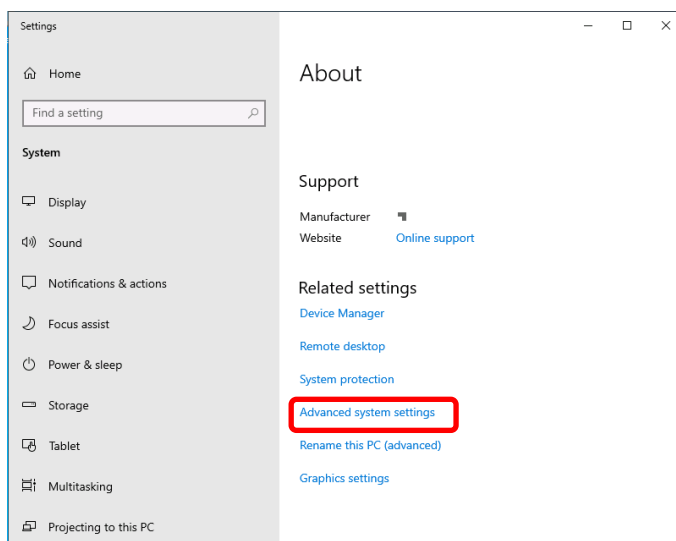 Settings
Home
Find a setting
System
Display
Sound
Notifications & actions
Focus assist
Power & sleep
Storage
Tablet
Multitasking
Projecting to this PC
About
Support
Manufacturer
Website Online support
Related settings
Device Manager
Remote desktop
System protection
Advanced system settings
Rename this PC (advanced)
Graphics settings